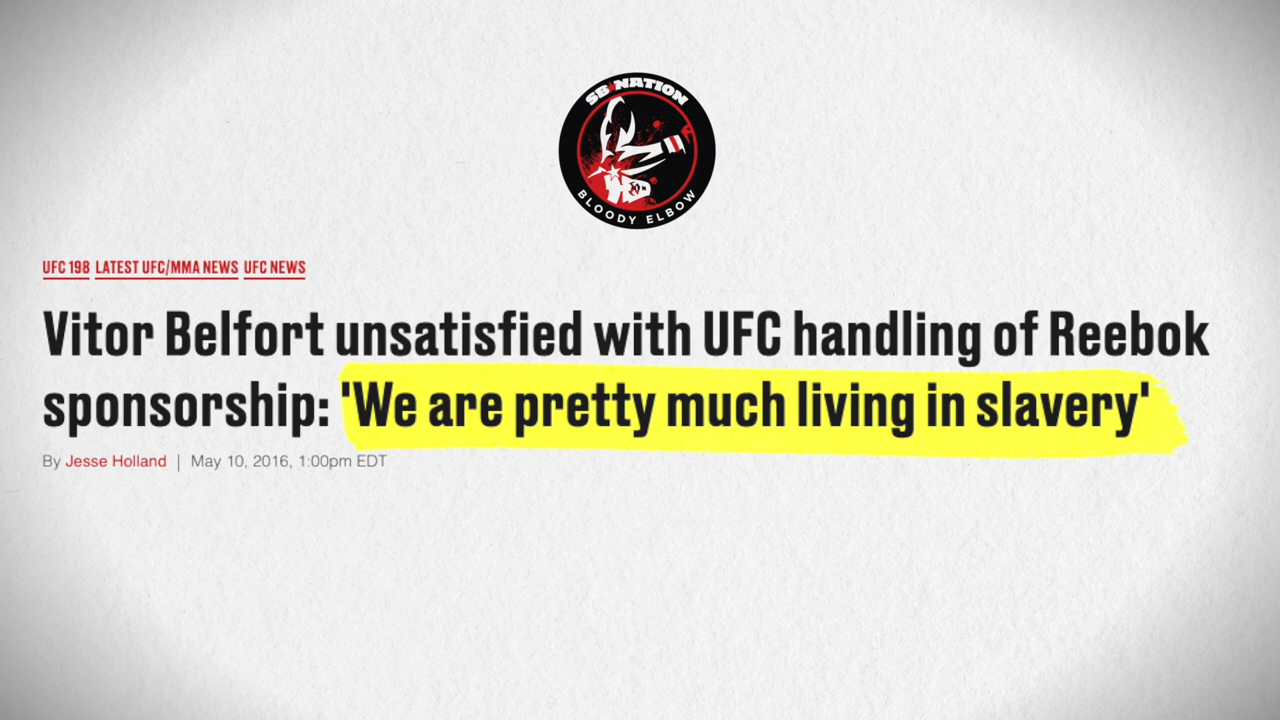 SB NATION
BLOODY ELBOW
UFC 198 LATEST UFC/MMA NEWS UFC NEWS
Vitor Belfort unsatisfied with UFC handling of Reebok
sponsorship: 'We are pretty much living in slavery'
By Jesse Holland | May 10, 2016, 1:00pm EDT